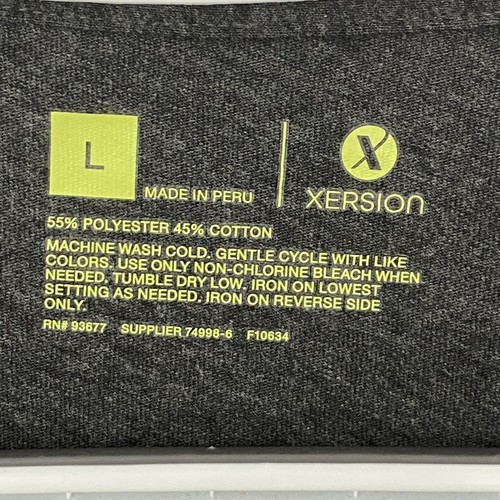 L
MADE IN PERU
X
XERSION
55% POLYESTER 45% COTTON
MACHINE WASH COLD. GENTLE CYCLE WITH LIKE
COLORS. USE ONLY NON-CHLORINE BLEACH WHEN
NEEDED. TUMBLE DRY LOW. IRON ON LOWEST
SETTING AS NEEDED. IRON ON REVERSE SIDE
ONLY.
RN# 93677 SUPPLIER 74998-6 F10634